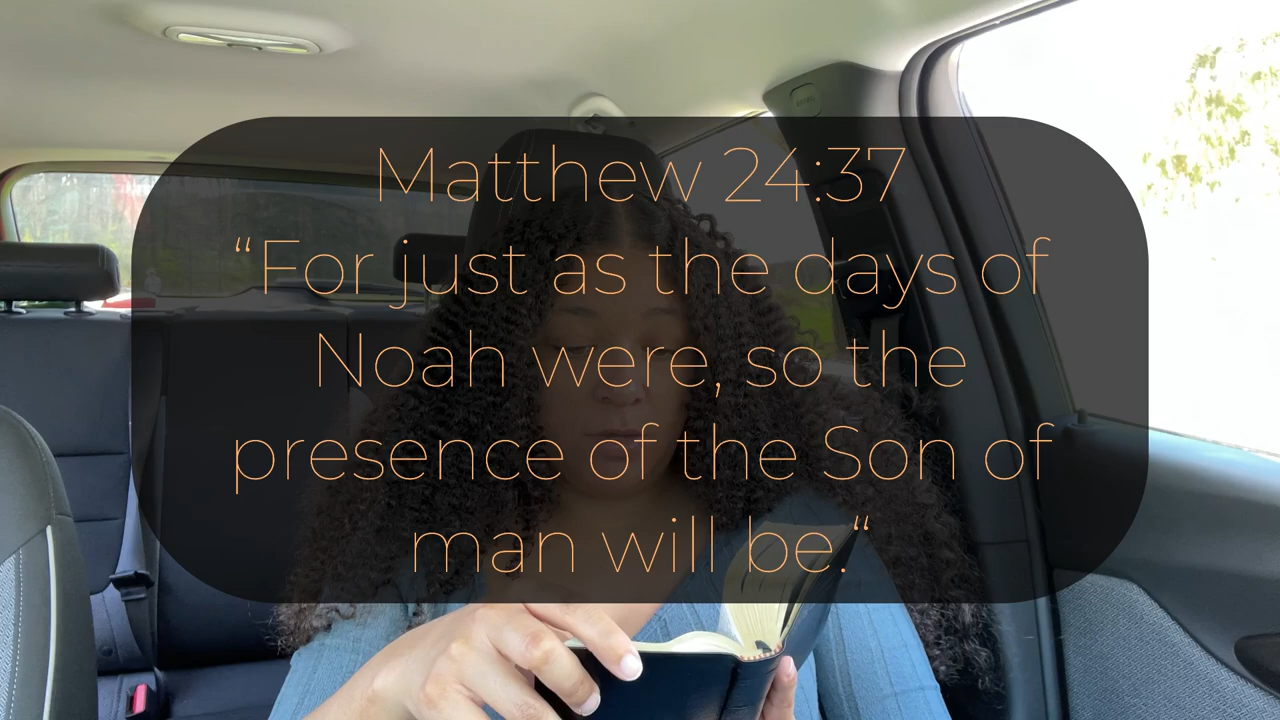 Matthew 24:37
“For just as the days of
Noah were, so the
presence of the Son of
man will be.“